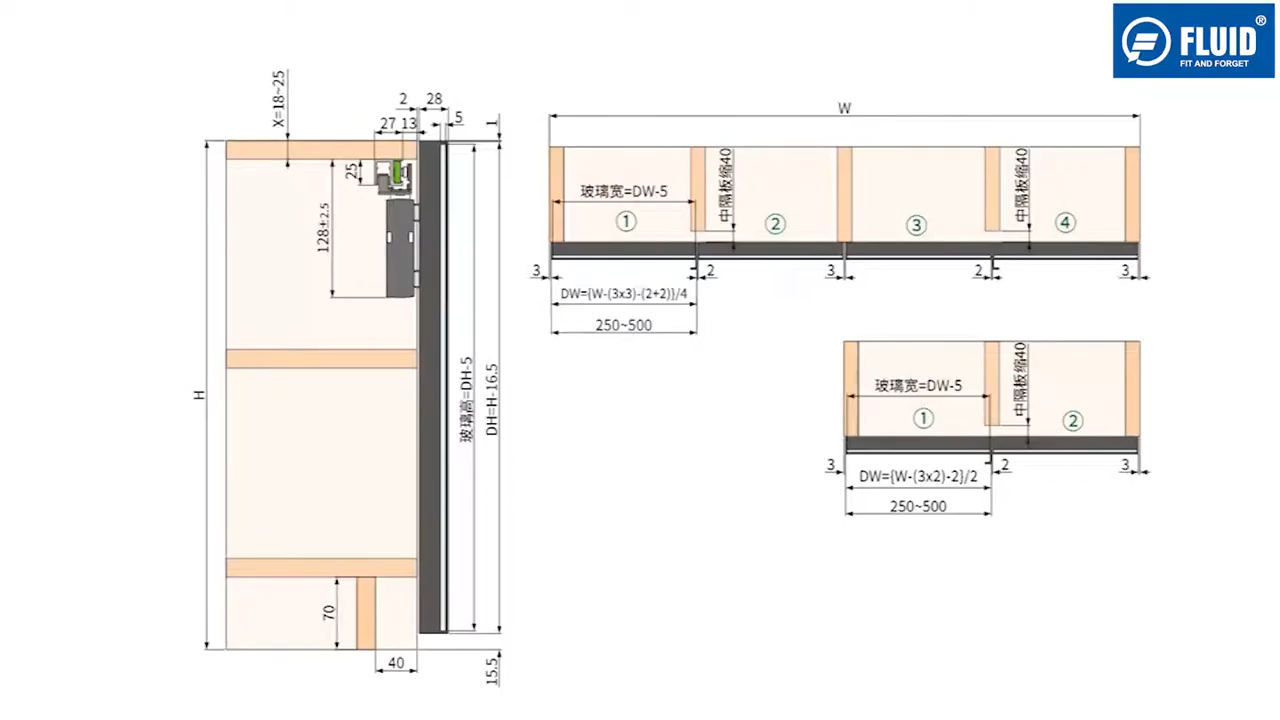 FLUID®
FIT AND FORGET
X=18~25
2
28
27
13
5
1
25
128±2.5
H
玻璃高=DH-5
DH=H-16.5
70
40
15.5
W
玻璃宽=DW-5
中隔板缩40
中隔板缩40
①
②
③
④
3
2
3
2
3
DW={W-(3x3)-(2+2)}/4
250~500
玻璃宽=DW-5
中隔板缩40
①
②
3
2
3
DW={W-(3x2)-2}/2
250~500